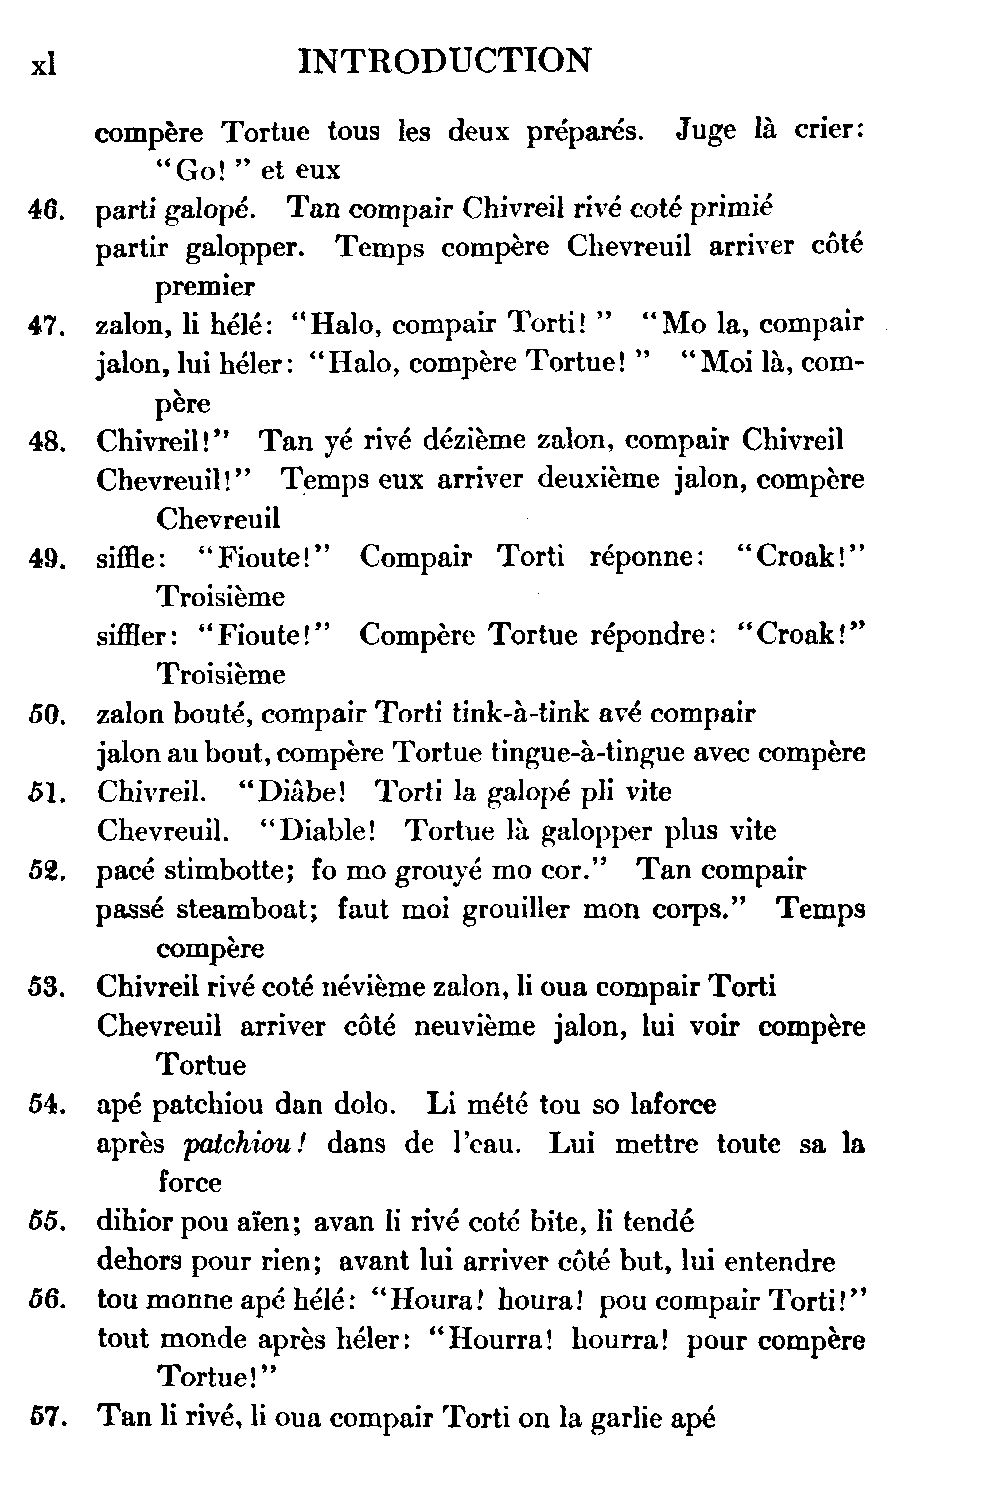 xl INTRODUCTION
compère Tortue tous les deux préparés. Juge là crier:
“Go! ” et eux
46. parti galopé. Tan compair Chivreil rivé coté primié
partir galopper. Temps compère Chevreuil arriver côté
premier
47. zalon, li hélé: “Halo, compair Torti! ” “Mo la, compair
jalon, lui héler: “Halo, compère Tortue! ” “Moi là, com-
père
48. Chivreil!” Tan yé rivé dézième zalon, compair Chivreil
Chevreuil!” Temps eux arriver deuxième jalon, compère
Chevreuil
49. siffle: “Fioute!” Compair Torti réponne: “Croak!”
Troisième
siffler: “Fioute!” Compère Tortue répondre: “Croak!”
Troisième
50. zalon bouté, compair Torti tink-à-tink avé compair
jalon au bout, compère Tortue tingue-à-tingue avec compère
51. Chivreil. “Diâbe! Torti la galopé pli vite
Chevreuil. “Diable! Tortue là galopper plus vite
52. pacé stimbotte; fo mo grouyé mo cor.” Tan compair
passé steamboat; faut moi grouiller mon corps.” Temps
compère
53. Chivreil rivé coté névième zalon, li oua compair Torti
Chevreuil arriver côté neuvième jalon, lui voir compère
Tortue
54. apé patchiou dan dolo. Li mété tou so laforce
après patchiou! dans de l’eau. Lui mettre toute sa la
force
55. dihior pou aïen; avan li rivé coté bite, li tendé
dehors pour rien; avant lui arriver côté but, lui entendre
56. tou monne apé hélé: “Houra! houra! pou compair Torti!”
tout monde après héler: “Hourra! hourra! pour compère
Tortue!”
57. Tan li rivé, li oua compair Torti on la garlie apé